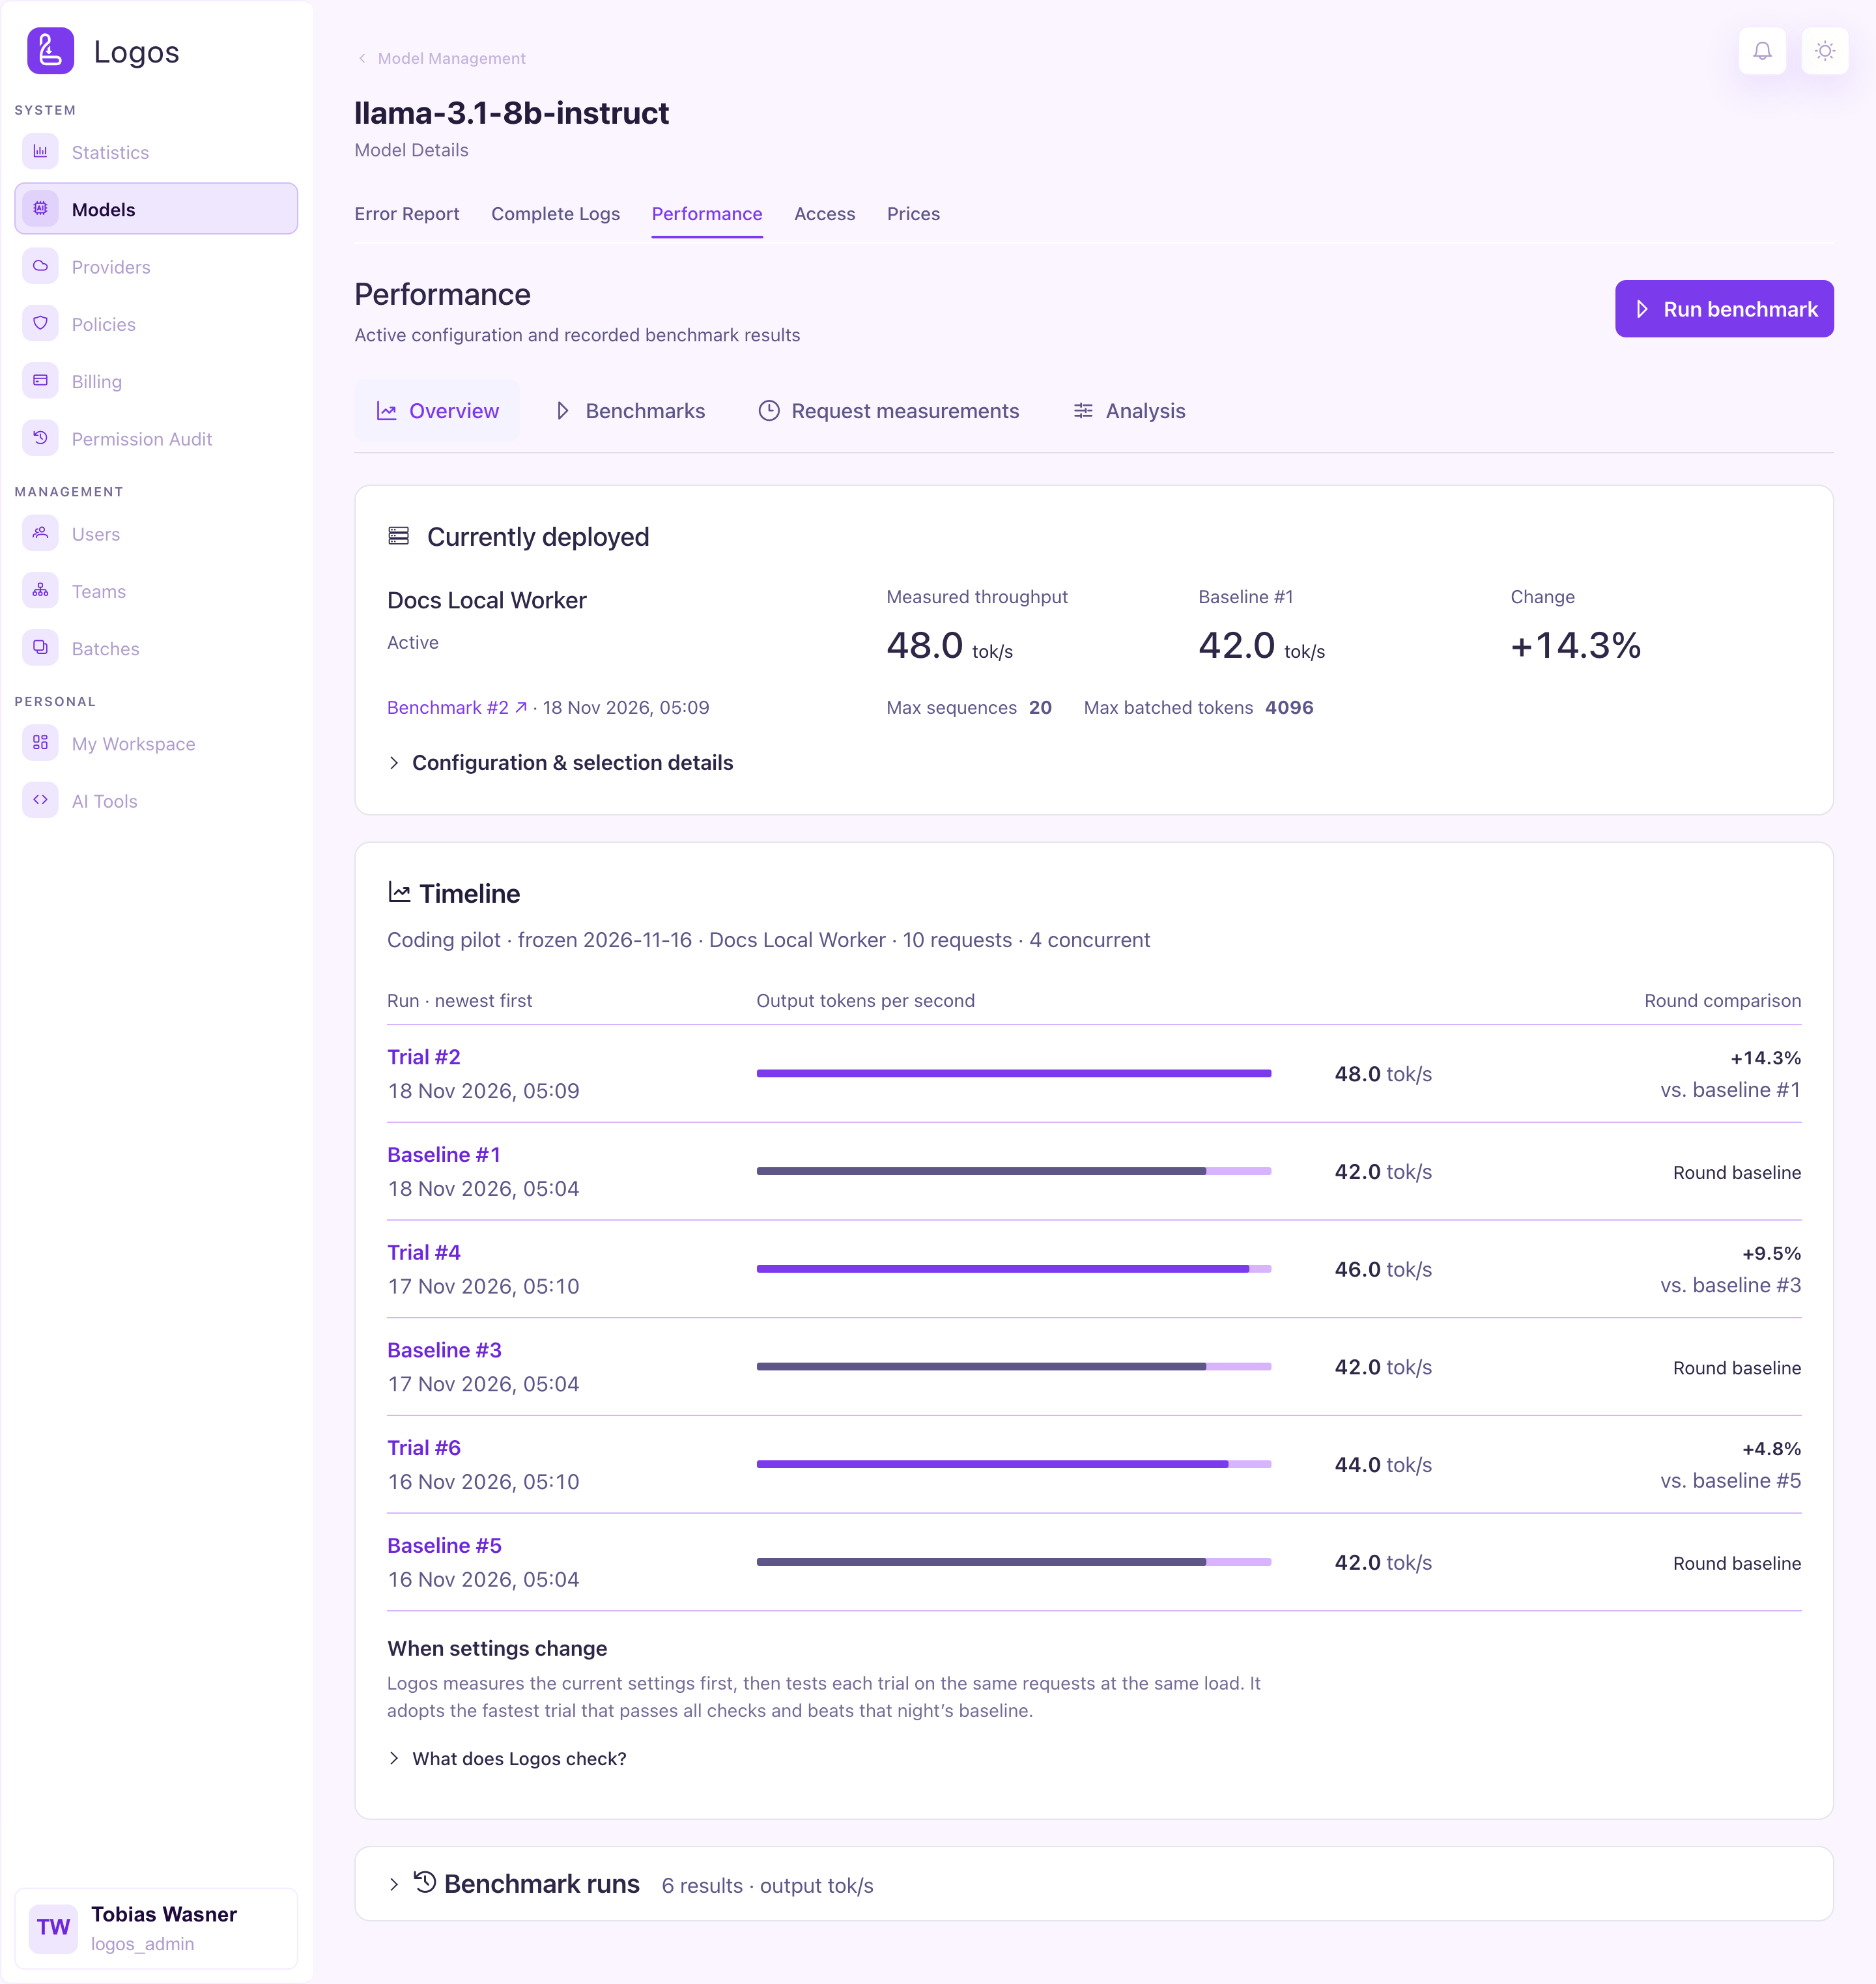 Logos
SYSTEM
Statistics
Models
Providers
Policies
Billing
Permission Audit
MANAGEMENT
Users
Teams
Batches
PERSONAL
My Workspace
AI Tools
TW
Tobias Wasner
logos_admin
Model Management
llama-3.1-8b-instruct
Model Details
Error Report Complete Logs Performance Access Prices
Performance
Active configuration and recorded benchmark results
Run benchmark
Overview Benchmarks Request measurements Analysis
Currently deployed
Docs Local Worker
Active
Measured throughput
48.0 tok/s
Baseline #1
42.0 tok/s
Change
+14.3%
Benchmark #2 ↗ · 18 Nov 2026, 05:09
Max sequences 20 Max batched tokens 4096
Configuration & selection details
Timeline
Coding pilot · frozen 2026-11-16 · Docs Local Worker · 10 requests · 4 concurrent
Run · newest first Output tokens per second Round comparison
Trial #2
18 Nov 2026, 05:09
48.0 tok/s
+14.3%
vs. baseline #1
Baseline #1
18 Nov 2026, 05:04
42.0 tok/s
Round baseline
Trial #4
17 Nov 2026, 05:10
46.0 tok/s
+9.5%
vs. baseline #3
Baseline #3
17 Nov 2026, 05:04
42.0 tok/s
Round baseline
Trial #6
16 Nov 2026, 05:10
44.0 tok/s
+4.8%
vs. baseline #5
Baseline #5
16 Nov 2026, 05:04
42.0 tok/s
Round baseline
When settings change
Logos measures the current settings first, then tests each trial on the same requests at the same load. It
adopts the fastest trial that passes all checks and beats that night’s baseline.
What does Logos check?
Benchmark runs 6 results · output tok/s